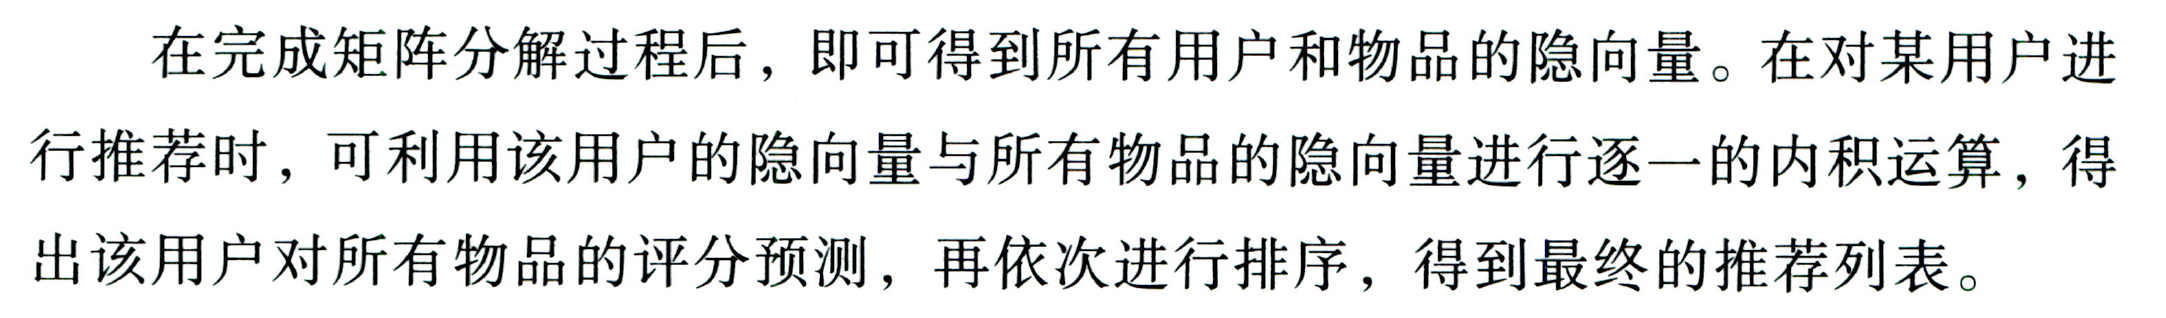 在完成矩阵分解过程后，即可得到所有用户和物品的隐向量。在对某用户进
行推荐时，可利用该用户的隐向量与所有物品的隐向量进行逐一的内积运算，得
出该用户对所有物品的评分预测，再依次进行排序，得到最终的推荐列表。